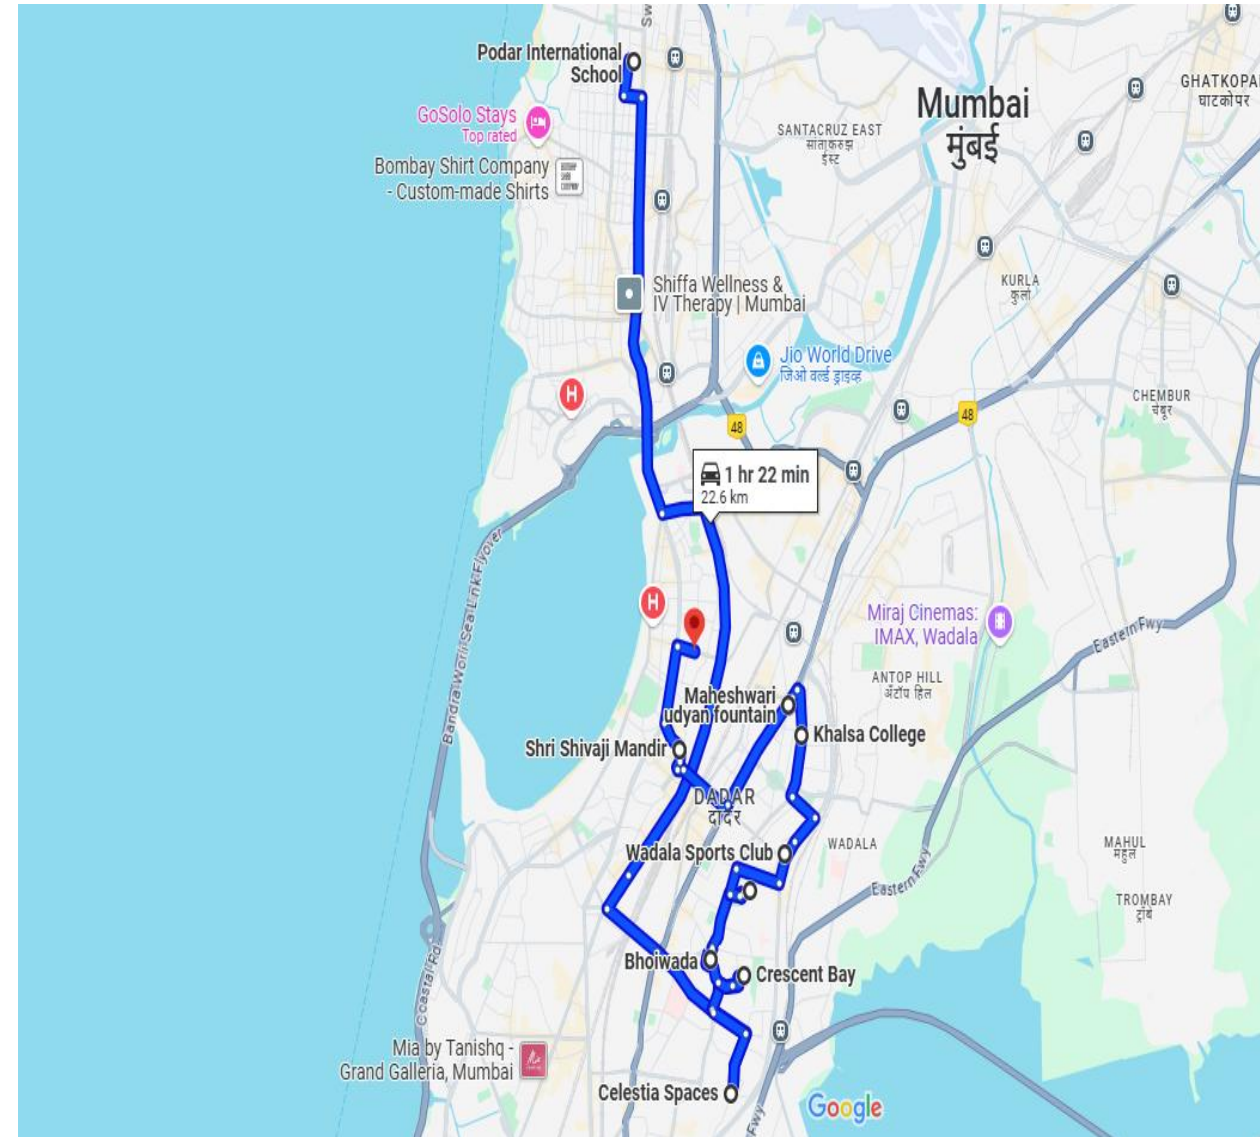 Sw
Podar International
School
GHATKOPA
घाटकोपर
Mumbai
मुंबई
GoSolo Stays
Top rated
SANTACRUZ EAST
सांताक्रुझ
ईस्ट
Bombay Shirt Company
- Custom-made Shirts
Shiffa Wellness &
IV Therapy | Mumbai
KURLA
कुर्ला
Jio World Drive
जिओ वर्ल्ड ड्राइव्ह
H
CHEMBUR
चेंबूर
48
48
1 hr 22 min
22.6 km
Bandra Worli Sea Link Flyover
H
Miraj Cinemas:
IMAX, Wadala
Eastern Fwy
ANTOP HILL
अँटॉप हिल
Maheshwari
udyan fountain
Khalsa College
Shri Shivaji Mandir
DADAR
दादर
WADALA
MAHUL
महुल
Wadala Sports Club
Eastern Fwy
TROMBAY
ट्रॉंबे
Bhoiwada
Crescent Bay
Coastal Rd
Mia by Tanishq -
Grand Galleria, Mumbai
Celestia Spaces
Google
Fwy